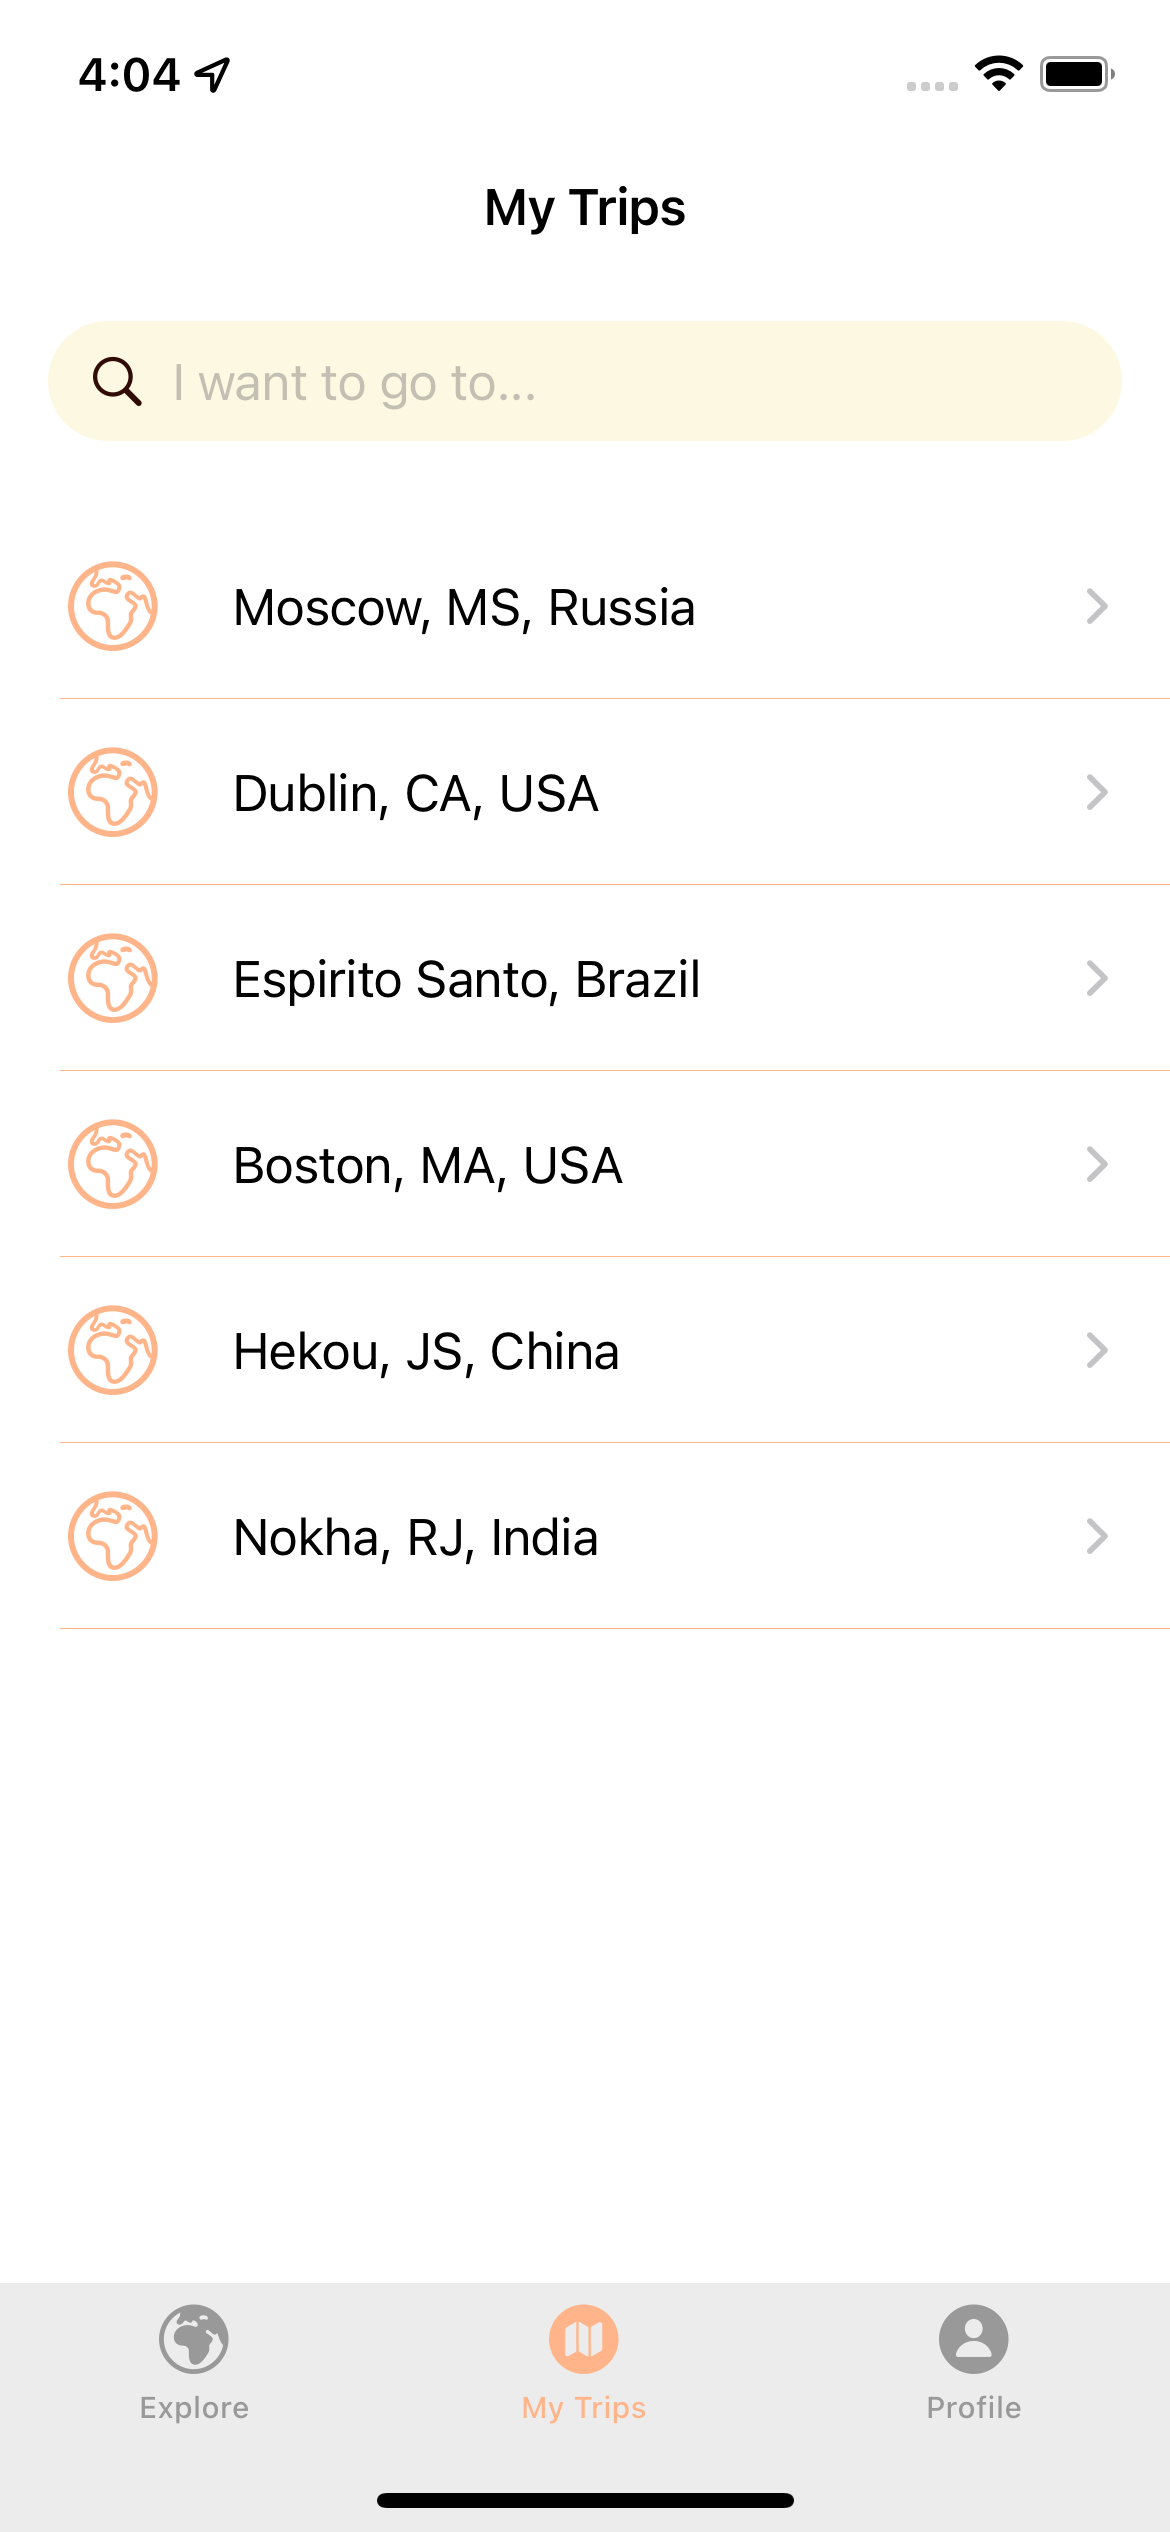 4:04
My Trips
I want to go to...
Moscow, MS, Russia
Dublin, CA, USA
Espirito Santo, Brazil
Boston, MA, USA
Hekou, JS, China
Nokha, RJ, India
Explore
My Trips
Profile